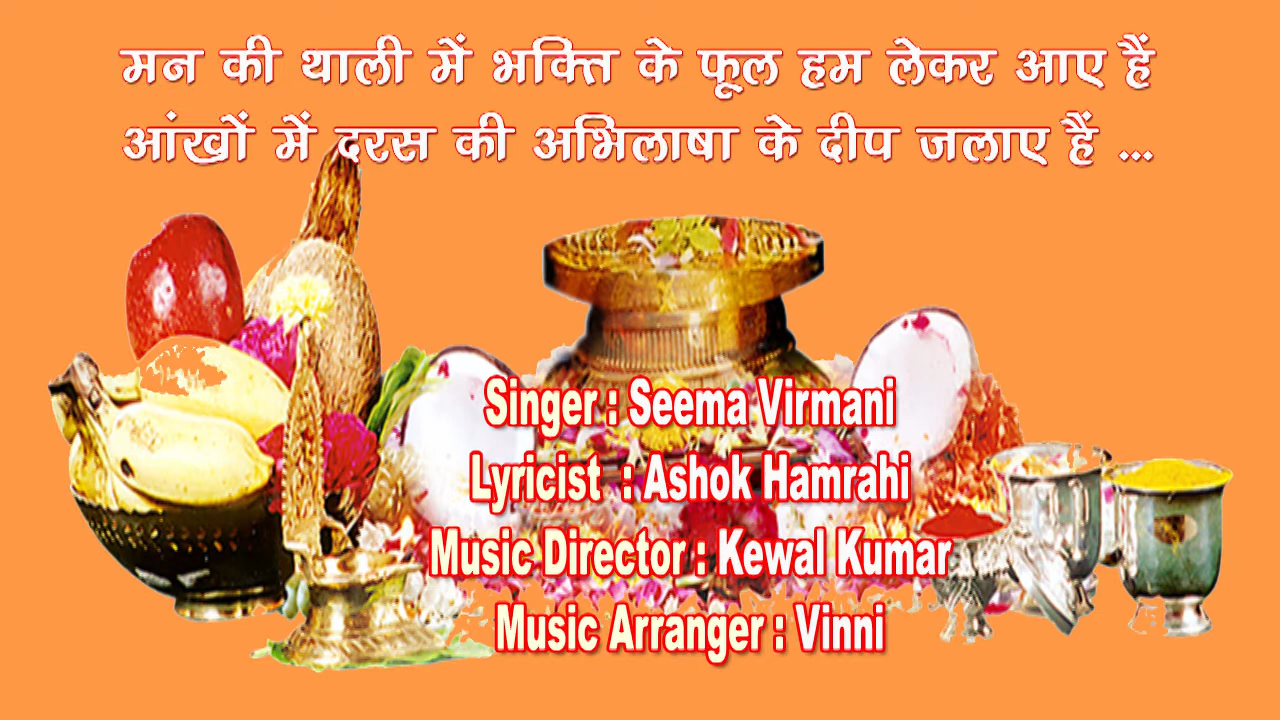 मन की थाली में भक्ति के फूल हम लेकर आए हैं
आंखों में दरस की अभिलाषा के दीप जलाए हैं ...
Singer : Seema Virmani
Lyricist : Ashok Hamrahi
Music Director : Kewal Kumar
Music Arranger : Vinni